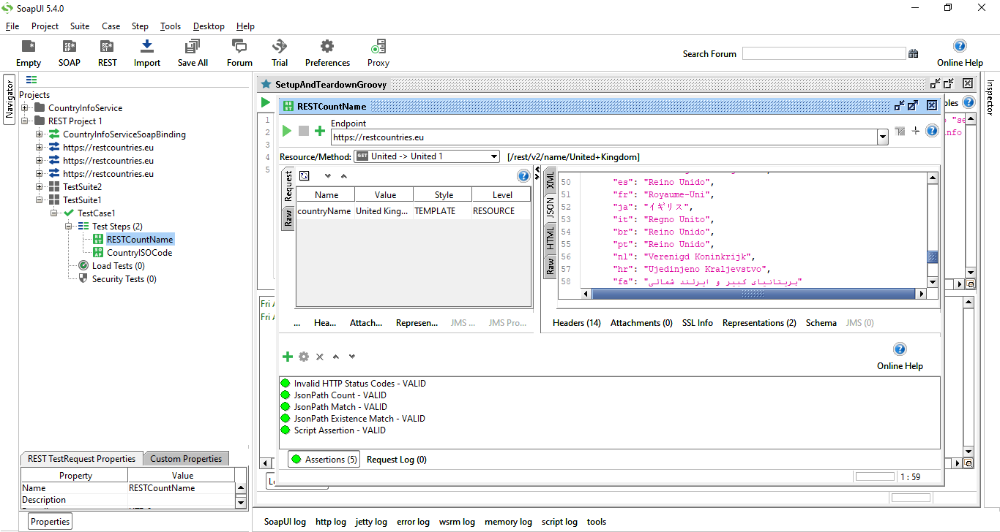 SoapUI 5.4.0
File Project Suite Case Step Tools Desktop Help
Empty SOAP REST Import Save All Forum Trial Preferences Proxy
Search Forum
Online Help
Navigator
Projects
CountryInfoService
REST Project 1
CountryInfoServiceSoapBinding
https://restcountries.eu
https://restcountries.eu
https://restcountries.eu
TestSuite2
TestSuite1
TestCase1
Test Steps (2)
RESTCountName
CountryISOCode
Load Tests (0)
Security Tests (0)
REST TestRequest Properties Custom Properties
Property Value
Name RESTCountName
Description
Properties
SetupAndTeardownGroovy
1
2
3
4
5
Fri
Fri
RESTCountName
Endpoint
https://restcountries.eu
Resource/Method: GET United -> United 1 [/rest/v2/name/United+Kingdom]
Request
Raw
Name Value Style Level
countryName United King... TEMPLATE RESOURCE
... Hea... Attach... Represen... JMS ... JMS Pro...
XML
JSON
HTML
Raw
50 "es": "Reino Unido",
51 "fr": "Royaume-Uni",
52 "ja": "イギリス",
53 "it": "Regno Unito",
54 "br": "Reino Unido",
55 "pt": "Reino Unido",
56 "nl": "Verenigd Koninkrijk",
57 "hr": "Ujedinjeno Kraljevstvo",
58 "fa": "بریتانیای کبیر و ایرلند شمالی"
Headers (14) Attachments (0) SSL Info Representations (2) Schema JMS (0)
Online Help
Invalid HTTP Status Codes - VALID
JsonPath Count - VALID
JsonPath Match - VALID
JsonPath Existence Match - VALID
Script Assertion - VALID
Assertions (5) Request Log (0)
1 : 59
Inspector
SoapUI log http log jetty log error log wsrm log memory log script log tools